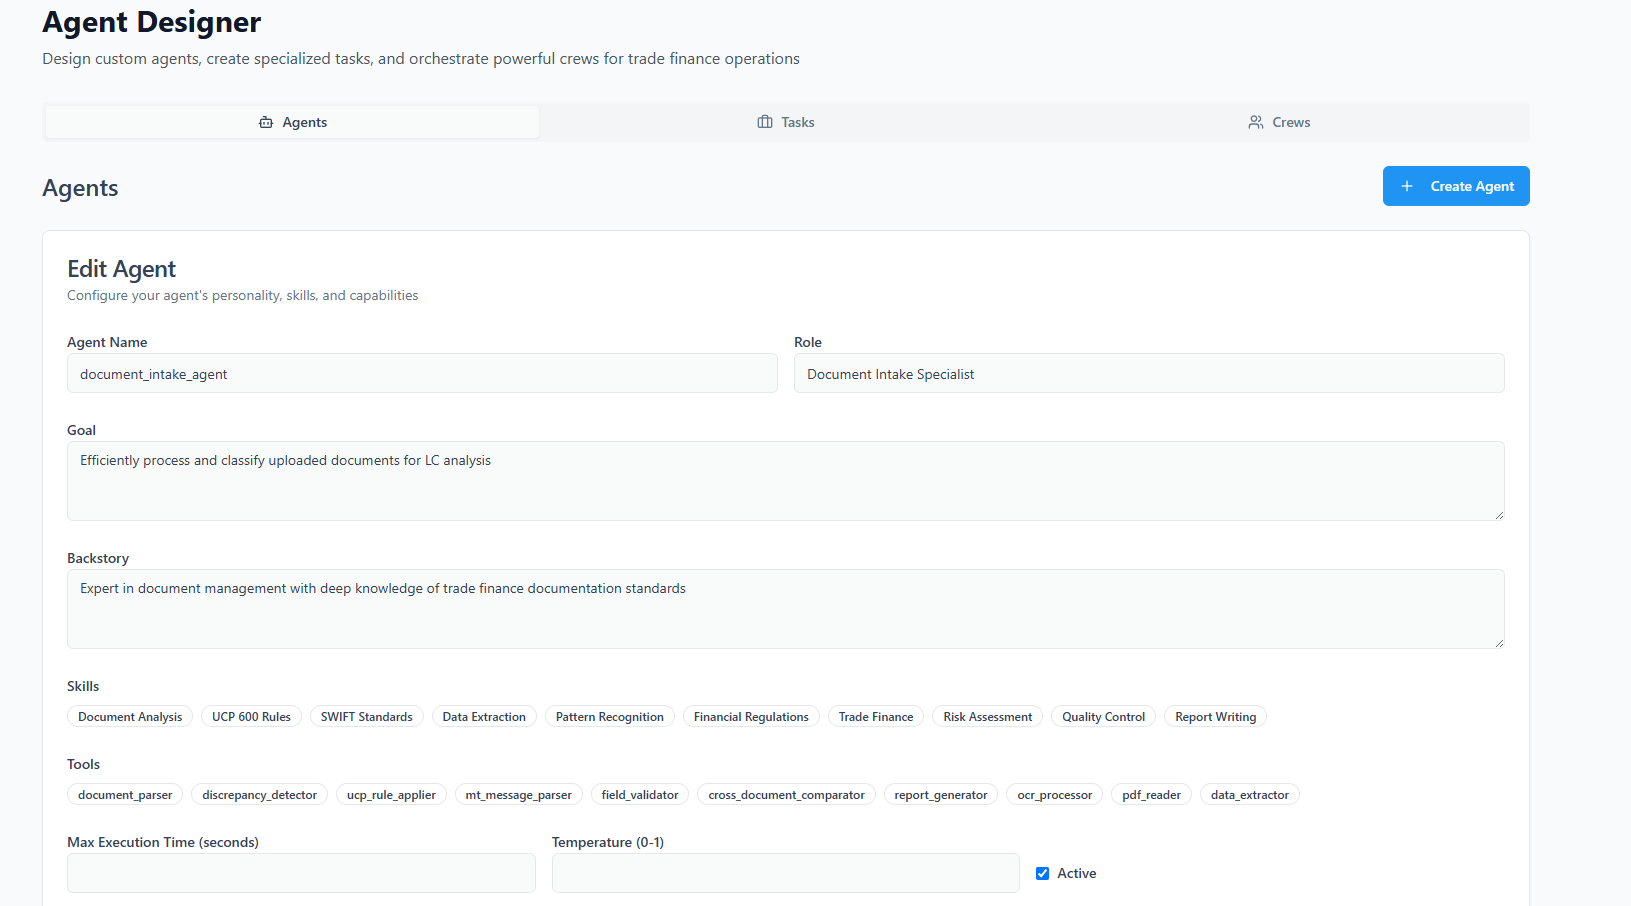 Agent Designer
Design custom agents, create specialized tasks, and orchestrate powerful crews for trade finance operations
Agents Tasks Crews
Agents
Create Agent
Edit Agent
Configure your agent's personality, skills, and capabilities
Agent Name Role
document_intake_agent Document Intake Specialist
Goal
Efficiently process and classify uploaded documents for LC analysis
Backstory
Expert in document management with deep knowledge of trade finance documentation standards
Skills
Document Analysis UCP 600 Rules SWIFT Standards Data Extraction Pattern Recognition Financial Regulations Trade Finance Risk Assessment Quality Control Report Writing
Tools
document_parser discrepancy_detector ucp_rule_applier mt_message_parser field_validator cross_document_comparator report_generator ocr_processor pdf_reader data_extractor
Max Execution Time (seconds) Temperature (0-1)
Active